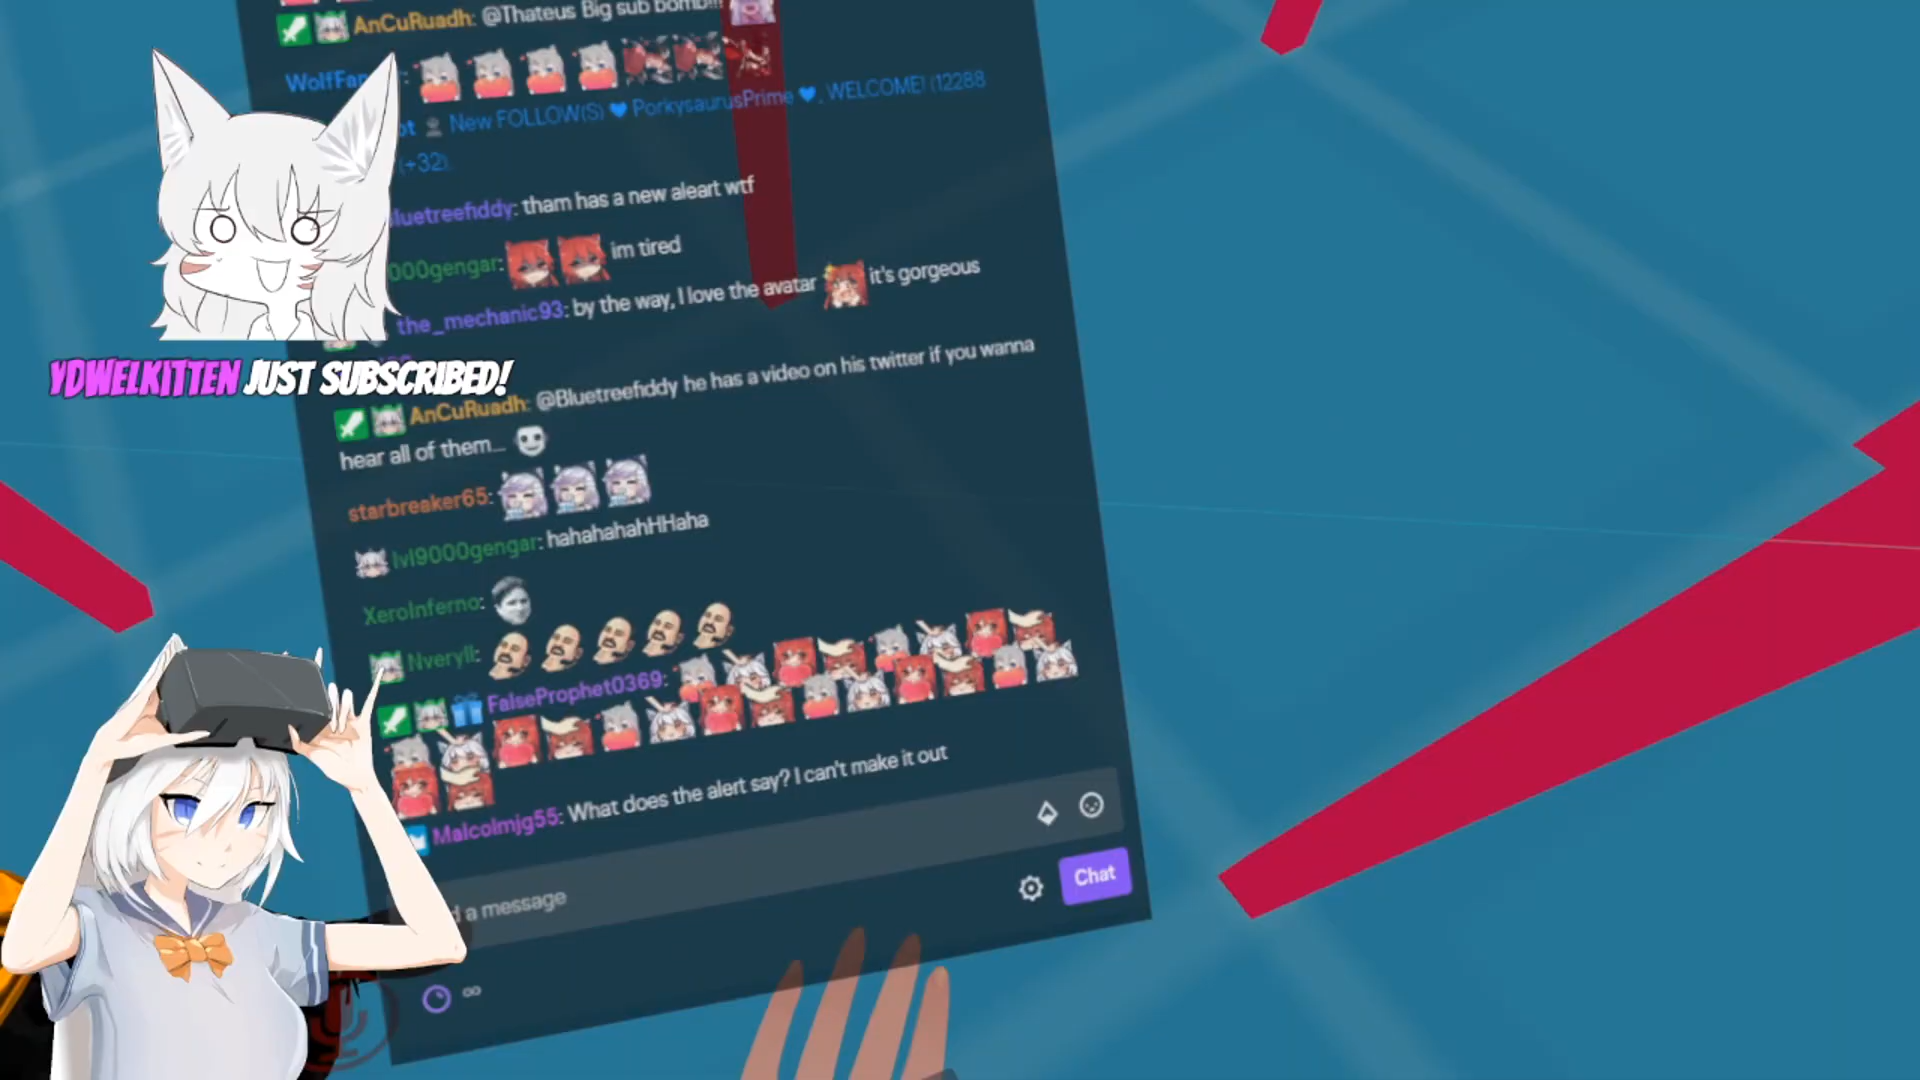 AnCuRuadh: @Thateus Big sub bomb!!!
WolfFan
ot New FOLLOW(S) PorkysaurusPrime , WELCOME! (12288
(+32)
Bluetreefiddy: tham has a new aleart wtf
000gengar: im tired
the_mechanic93: by the way, I love the avatar it's gorgeous
YDWELKITTEN JUST SUBSCRIBED!
AnCuRuadh: @Bluetreefiddy he has a video on his twitter if you wanna
hear all of them...
starbreaker65:
lvl9000gengar: hahahahahHHaha
XeroInferno:
Nveryll:
FalseProphet0369:
Malcolmjg55: What does the alert say? I can't make it out
d a message
Chat
∞